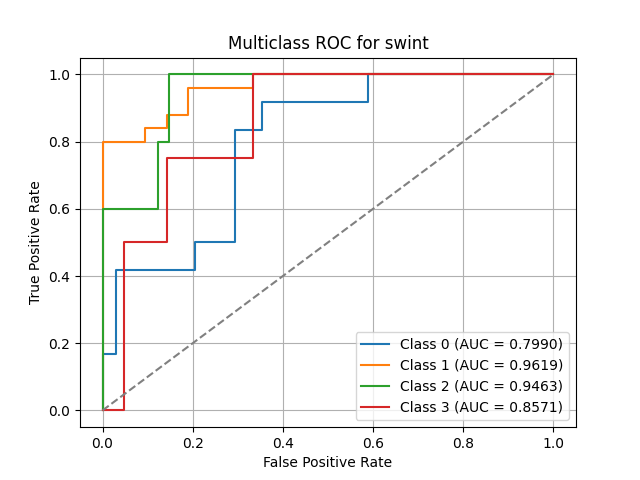 Multiclass ROC for swint
True Positive Rate
1.0
0.8
0.6
0.4
0.2
0.0
Class 0 (AUC = 0.7990)
Class 1 (AUC = 0.9619)
Class 2 (AUC = 0.9463)
Class 3 (AUC = 0.8571)
0.0 0.2 0.4 0.6 0.8 1.0
False Positive Rate